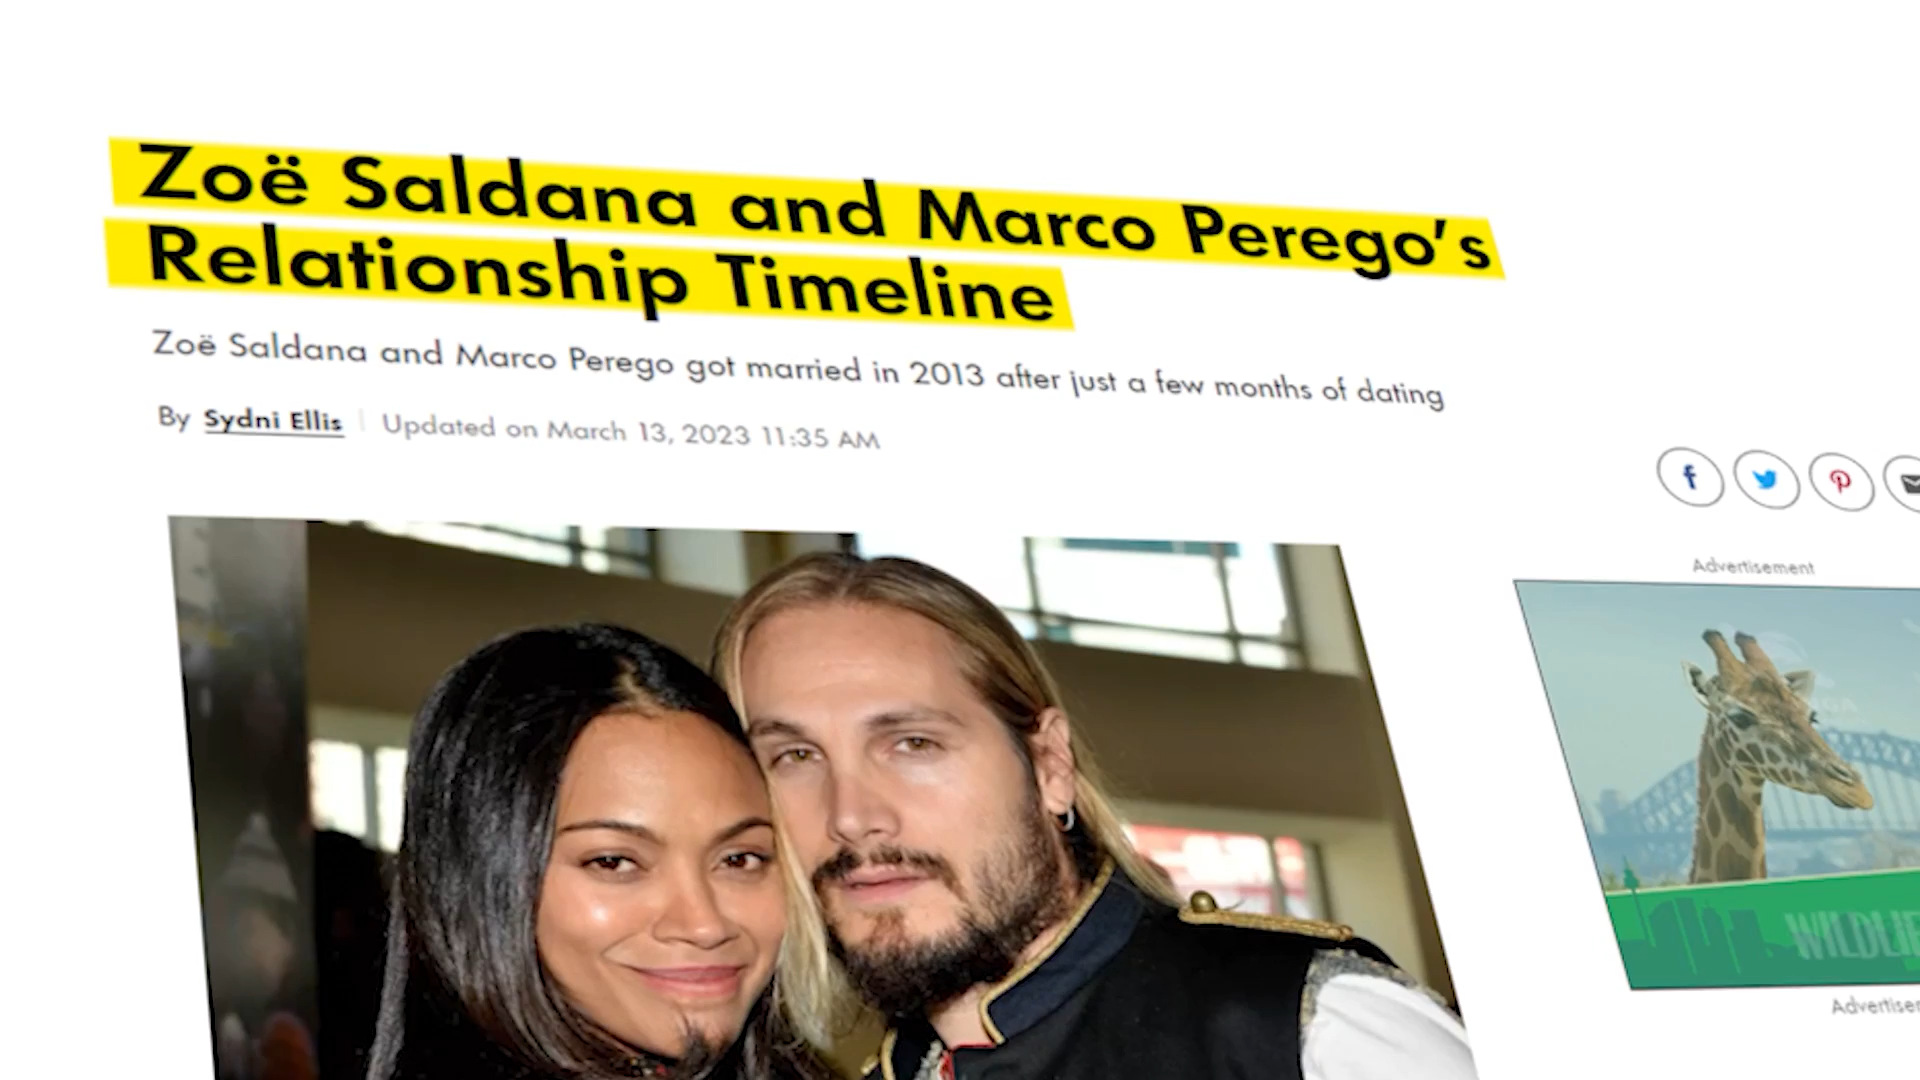 Zoë Saldana and Marco Perego's
Relationship Timeline
Zoë Saldana and Marco Perego got married in 2013 after just a few months of dating
By Sydni Ellis | Updated on March 13, 2023 11:35 AM
Advertisement